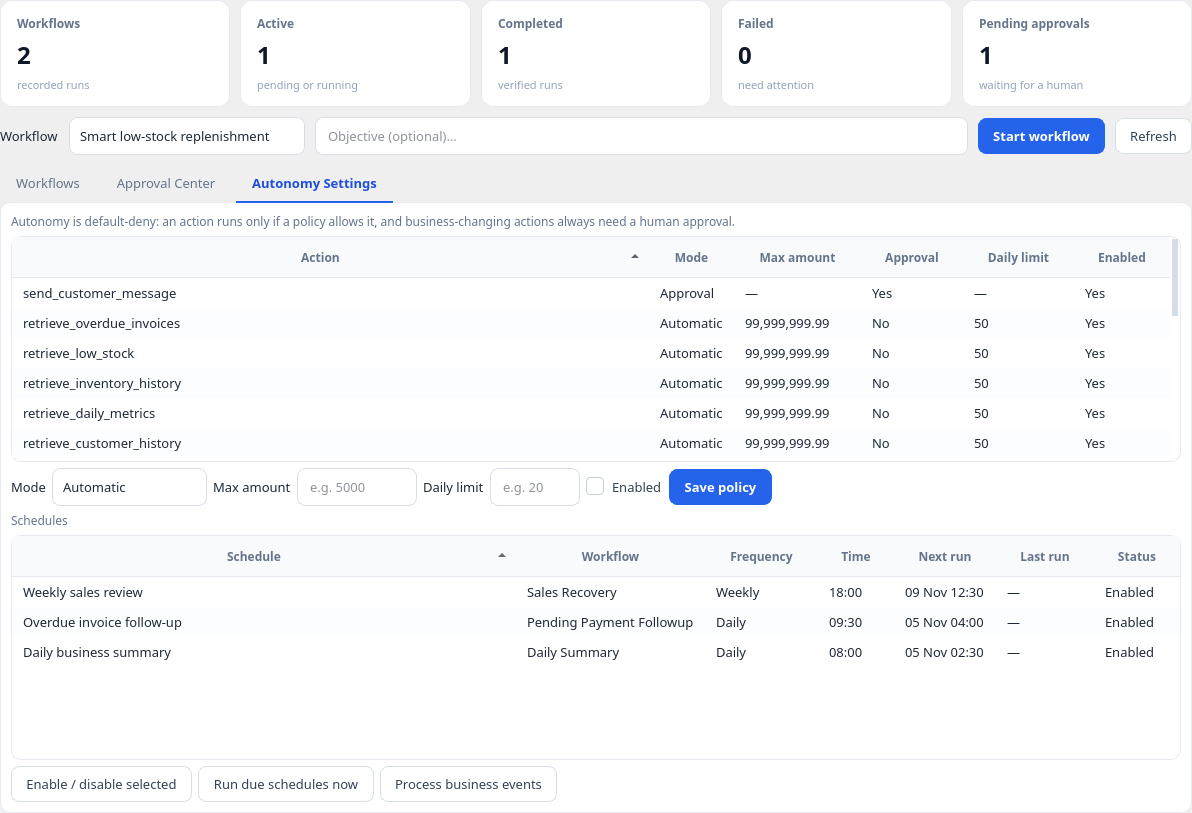 Workflows Active Completed Failed Pending approvals
2 1 1 0 1
recorded runs pending or running verified runs need attention waiting for a human
Workflow Smart low-stock replenishment Objective (optional)... Start workflow Refresh
Workflows Approval Center Autonomy Settings
Autonomy is default-deny: an action runs only if a policy allows it, and business-changing actions always need a human approval.
Action Mode Max amount Approval Daily limit Enabled
send_customer_message Approval — Yes — Yes
retrieve_overdue_invoices Automatic 99,999,999.99 No 50 Yes
retrieve_low_stock Automatic 99,999,999.99 No 50 Yes
retrieve_inventory_history Automatic 99,999,999.99 No 50 Yes
retrieve_daily_metrics Automatic 99,999,999.99 No 50 Yes
retrieve_customer_history Automatic 99,999,999.99 No 50 Yes
Mode Automatic Max amount e.g. 5000 Daily limit e.g. 20 Enabled Save policy
Schedules
Schedule Workflow Frequency Time Next run Last run Status
Weekly sales review Sales Recovery Weekly 18:00 09 Nov 12:30 — Enabled
Overdue invoice follow-up Pending Payment Followup Daily 09:30 05 Nov 04:00 — Enabled
Daily business summary Daily Summary Daily 08:00 05 Nov 02:30 — Enabled
Enable / disable selected Run due schedules now Process business events